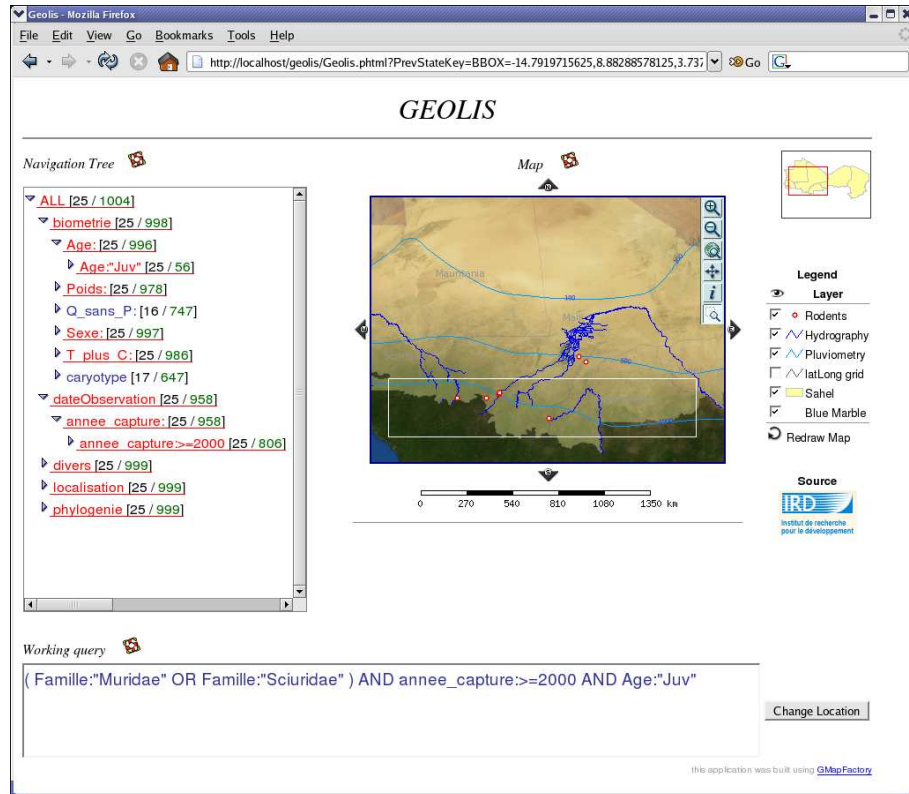 Geolis - Mozilla Firefox
File Edit View Go Bookmarks Tools Help
http://localhost/geolis/Geolis.phtml?PrevStateKey=BBOX=-14.7919715625,8.88288578125,3.737 Go
GEOLIS
Navigation Tree
ALL [25 / 1004]
biometrie [25 / 998]
Age: [25 / 996]
Age:"Juv" [25 / 56]
Poids: [25 / 978]
Q_sans_P: [16 / 747]
Sexe: [25 / 997]
T_plus_C: [25 / 986]
caryotype [17 / 647]
dateObservation [25 / 958]
annee_capture: [25 / 958]
annee_capture:>=2000 [25 / 806]
divers [25 / 999]
localisation [25 / 999]
phylogenie [25 / 999]
Map
N
Mauritania
Mali
140
S
0 270 540 810 1080 1350 km
Legend
Layer
Rodents
Hydrography
Pluviometry
latLong grid
Sahel
Blue Marble
Redraw Map
Source
IRD
Institut de recherche
pour le développement
Working query
( Famille:"Muridae" OR Famille:"Sciuridae" ) AND annee_capture:>=2000 AND Age:"Juv"
Change Location
this application was built using GMapFactory